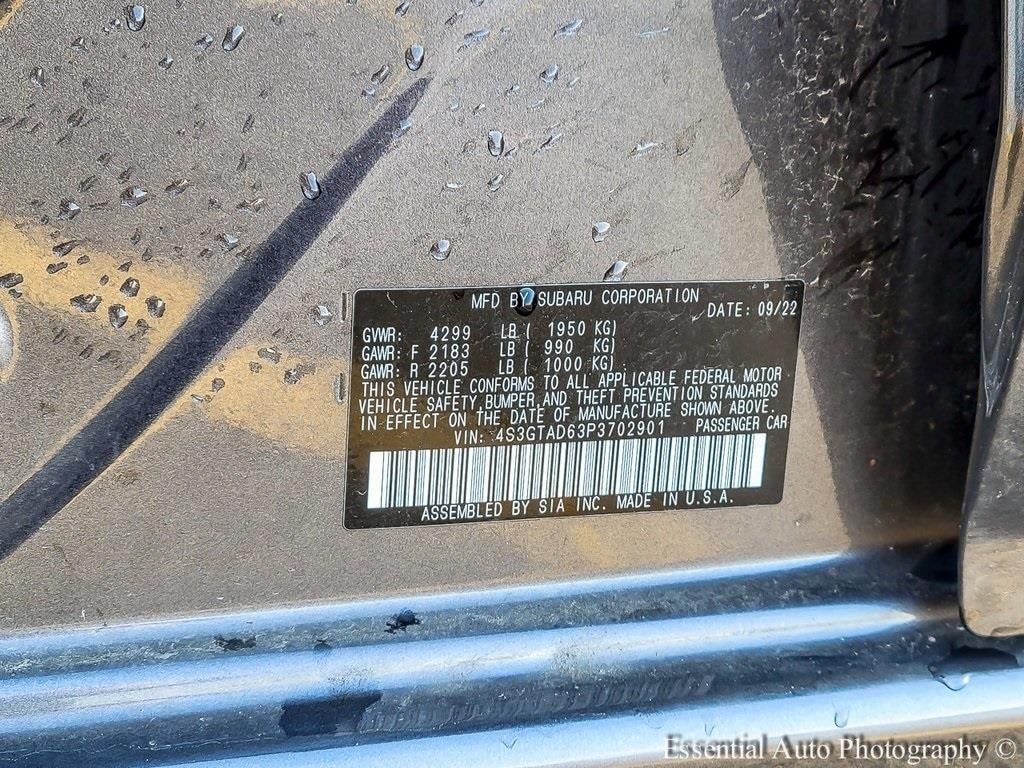 MFD BY SUBARU CORPORATION DATE: 09/22
GVWR: 4299 LB ( 1950 KG)
GAWR: F 2183 LB ( 990 KG)
GAWR: R 2205 LB ( 1000 KG)
THIS VEHICLE CONFORMS TO ALL APPLICABLE FEDERAL MOTOR
VEHICLE SAFETY, BUMPER, AND THEFT PREVENTION STANDARDS
IN EFFECT ON THE DATE OF MANUFACTURE SHOWN ABOVE.
VIN: 4S3GTAD63P3702901 PASSENGER CAR
ASSEMBLED BY SIA INC. MADE IN U.S.A.
Essential Auto Photography ©